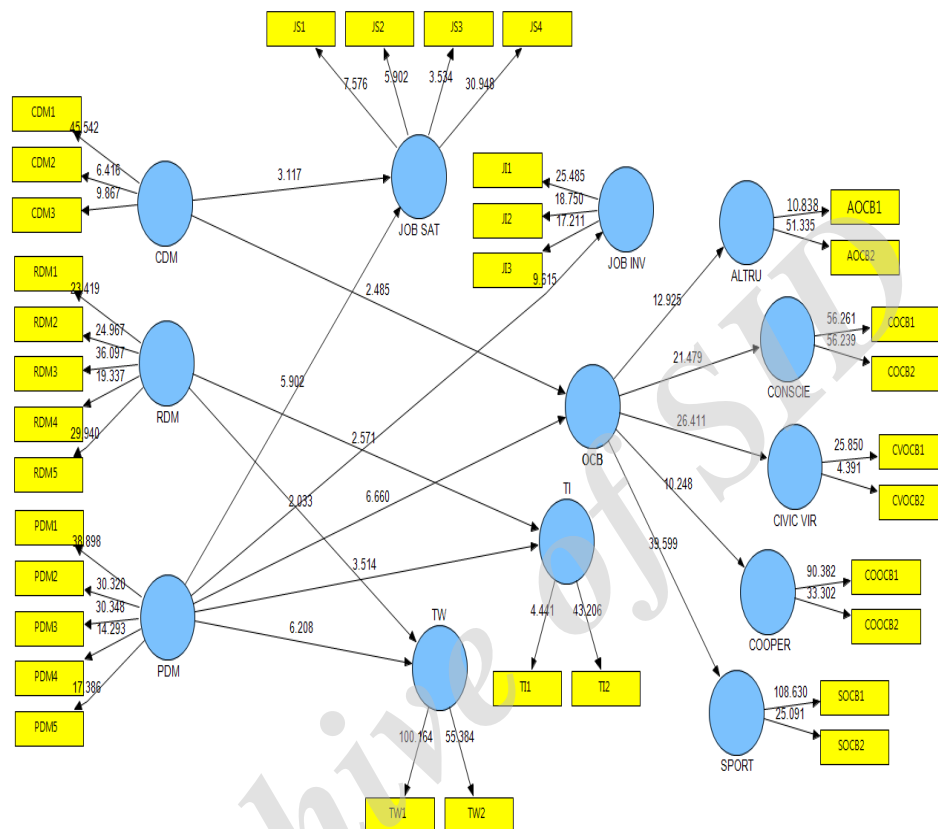 JS1
JS2
JS3
JS4
7.576
5.902
3.534
30.948
JOB SAT
CDM1
CDM2
CDM3
45.542
6.416
9.867
CDM
3.117
2.485
JI1
JI2
JI3
25.485
18.750
17.211
JOB INV
9.615
RDM1
RDM2
RDM3
RDM4
RDM5
23.419
24.967
36.097
19.337
29.940
RDM
5.902
2.571
2.033
PDM1
PDM2
PDM3
PDM4
PDM5
38.898
30.320
30.348
14.293
17.386
PDM
6.660
3.514
6.208
TI
4.441
43.206
TI1
TI2
TW
100.164
55.384
TW1
TW2
OCB
12.925
21.479
26.411
10.248
39.599
ALTRU
10.838
51.335
AOCB1
AOCB2
CONSCIE
56.261
56.239
COCB1
COCB2
CIVIC VIR
25.850
4.391
CVOCB1
CVOCB2
COOPER
90.382
33.302
COOCB1
COOCB2
SPORT
108.630
25.091
SOCB1
SOCB2
hive of SID